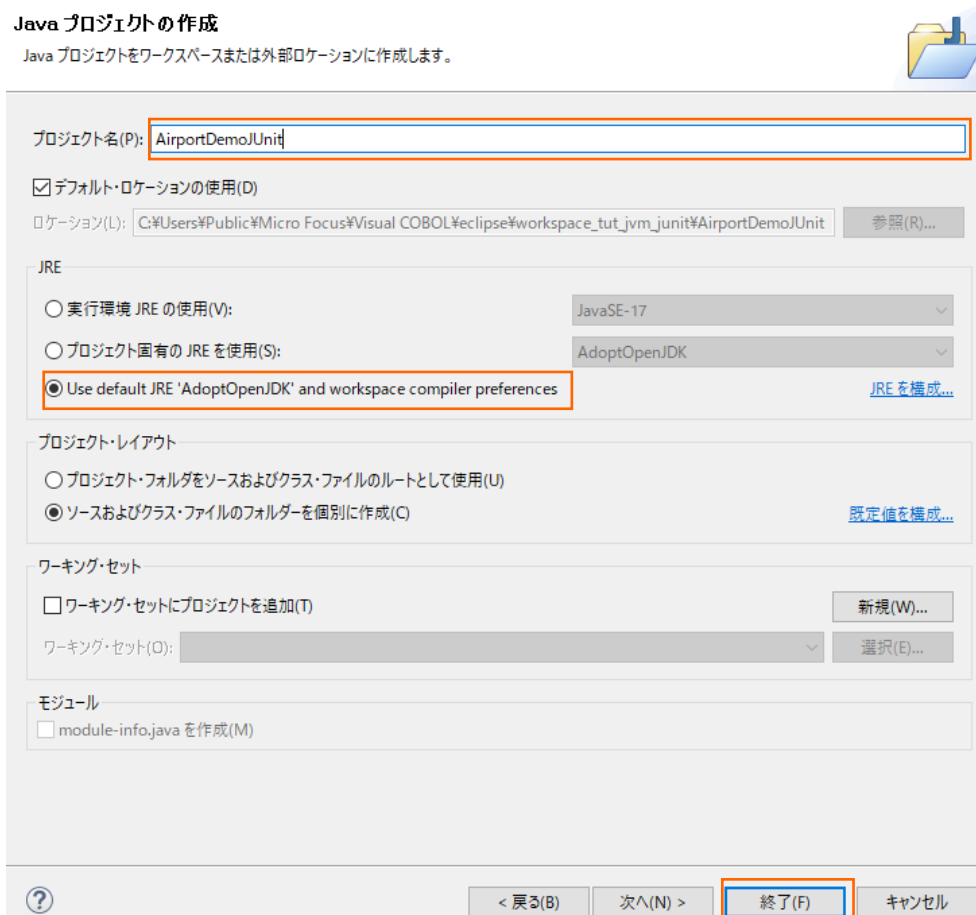 Java プロジェクトの作成
Java プロジェクトをワークスペースまたは外部ロケーションに作成します。
プロジェクト名(P): AirportDemoJUnit
デフォルト・ロケーションの使用(D)
ロケーション(L): C:¥Users¥Public¥Micro Focus¥Visual COBOL¥eclipse¥workspace_tut_jvm_junit¥AirportDemoJUnit 参照(R)...
JRE
実行環境 JRE の使用(V): JavaSE-17
プロジェクト固有の JRE を使用(S): AdoptOpenJDK
Use default JRE 'AdoptOpenJDK' and workspace compiler preferences JRE を構成...
プロジェクト・レイアウト
プロジェクト・フォルダをソースおよびクラス・ファイルのルートとして使用(U)
ソースおよびクラス・ファイルのフォルダーを個別に作成(C) 既定値を構成...
ワーキング・セット
ワーキング・セットにプロジェクトを追加(T) 新規(W)...
ワーキング・セット(O): 選択(E)...
モジュール
module-info.java を作成(M)
? < 戻る(B) 次へ(N) > 終了(F) キャンセル